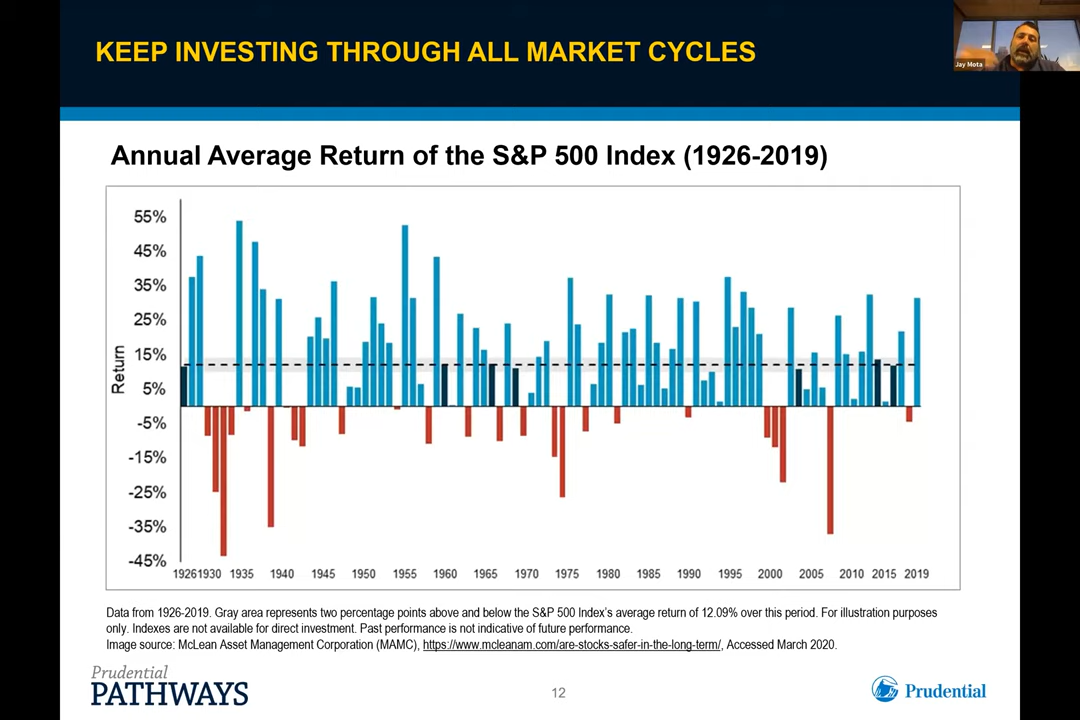 KEEP INVESTING THROUGH ALL MARKET CYCLES
Jay Mota
Annual Average Return of the S&P 500 Index (1926-2019)
55%
45%
35%
25%
15%
5%
-5%
-15%
-25%
-35%
-45%
Return
1926 1930 1935 1940 1945 1950 1955 1960 1965 1970 1975 1980 1985 1990 1995 2000 2005 2010 2015 2019
Data from 1926-2019. Gray area represents two percentage points above and below the S&P 500 Index's average return of 12.09% over this period. For illustration purposes
only. Indexes are not available for direct investment. Past performance is not indicative of future performance.
Image source: McLean Asset Management Corporation (MAMC), https://www.mcleanam.com/are-stocks-safer-in-the-long-term/, Accessed March 2020.
Prudential
PATHWAYS
12
Prudential